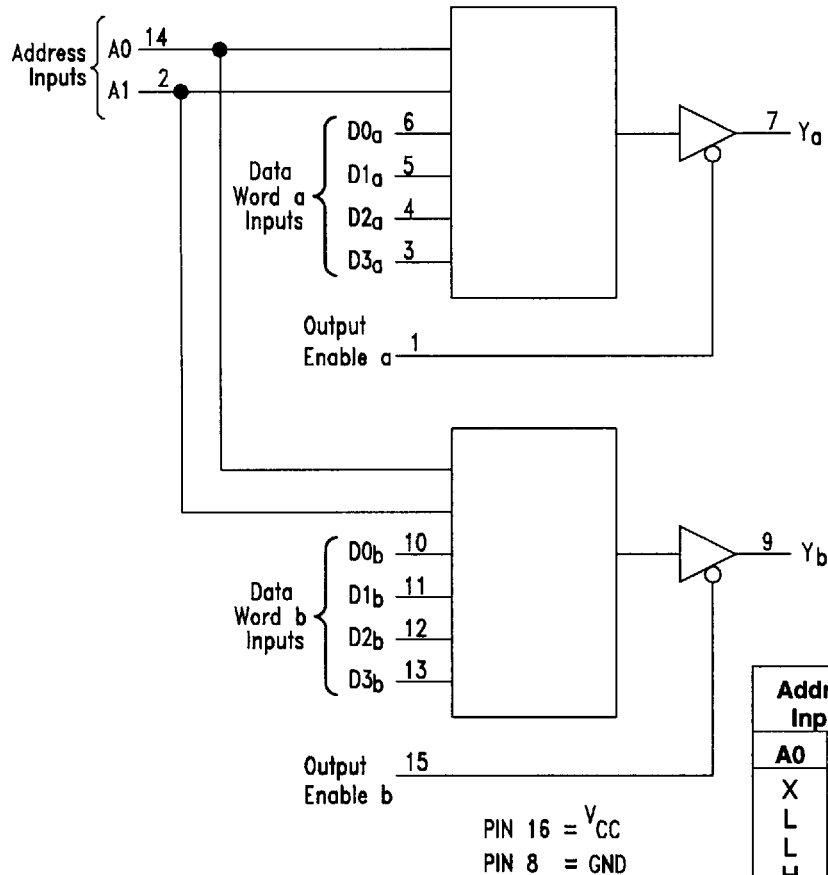 Address
Inputs
A0 14
A1 2
D0a 6
D1a 5
D2a 4
D3a 3
Data
Word a
Inputs
7 Ya
Output
Enable a 1
D0b 10
D1b 11
D2b 12
D3b 13
Data
Word b
Inputs
9 Yb
Output
Enable b 15
PIN 16 = VCC
PIN 8 = GND
A0
X
L
L